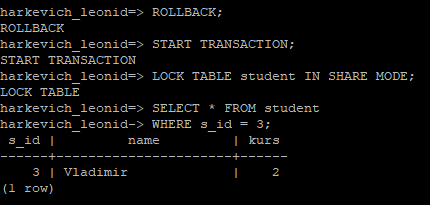 harkevich_leonid=> ROLLBACK;
ROLLBACK
harkevich_leonid=> START TRANSACTION;
START TRANSACTION
harkevich_leonid=> LOCK TABLE student IN SHARE MODE;
LOCK TABLE
harkevich_leonid=> SELECT * FROM student
harkevich_leonid-> WHERE s_id = 3;
 s_id |          name          | kurs
------+------------------------+------
    3 | Vladimir               |    2
(1 row)